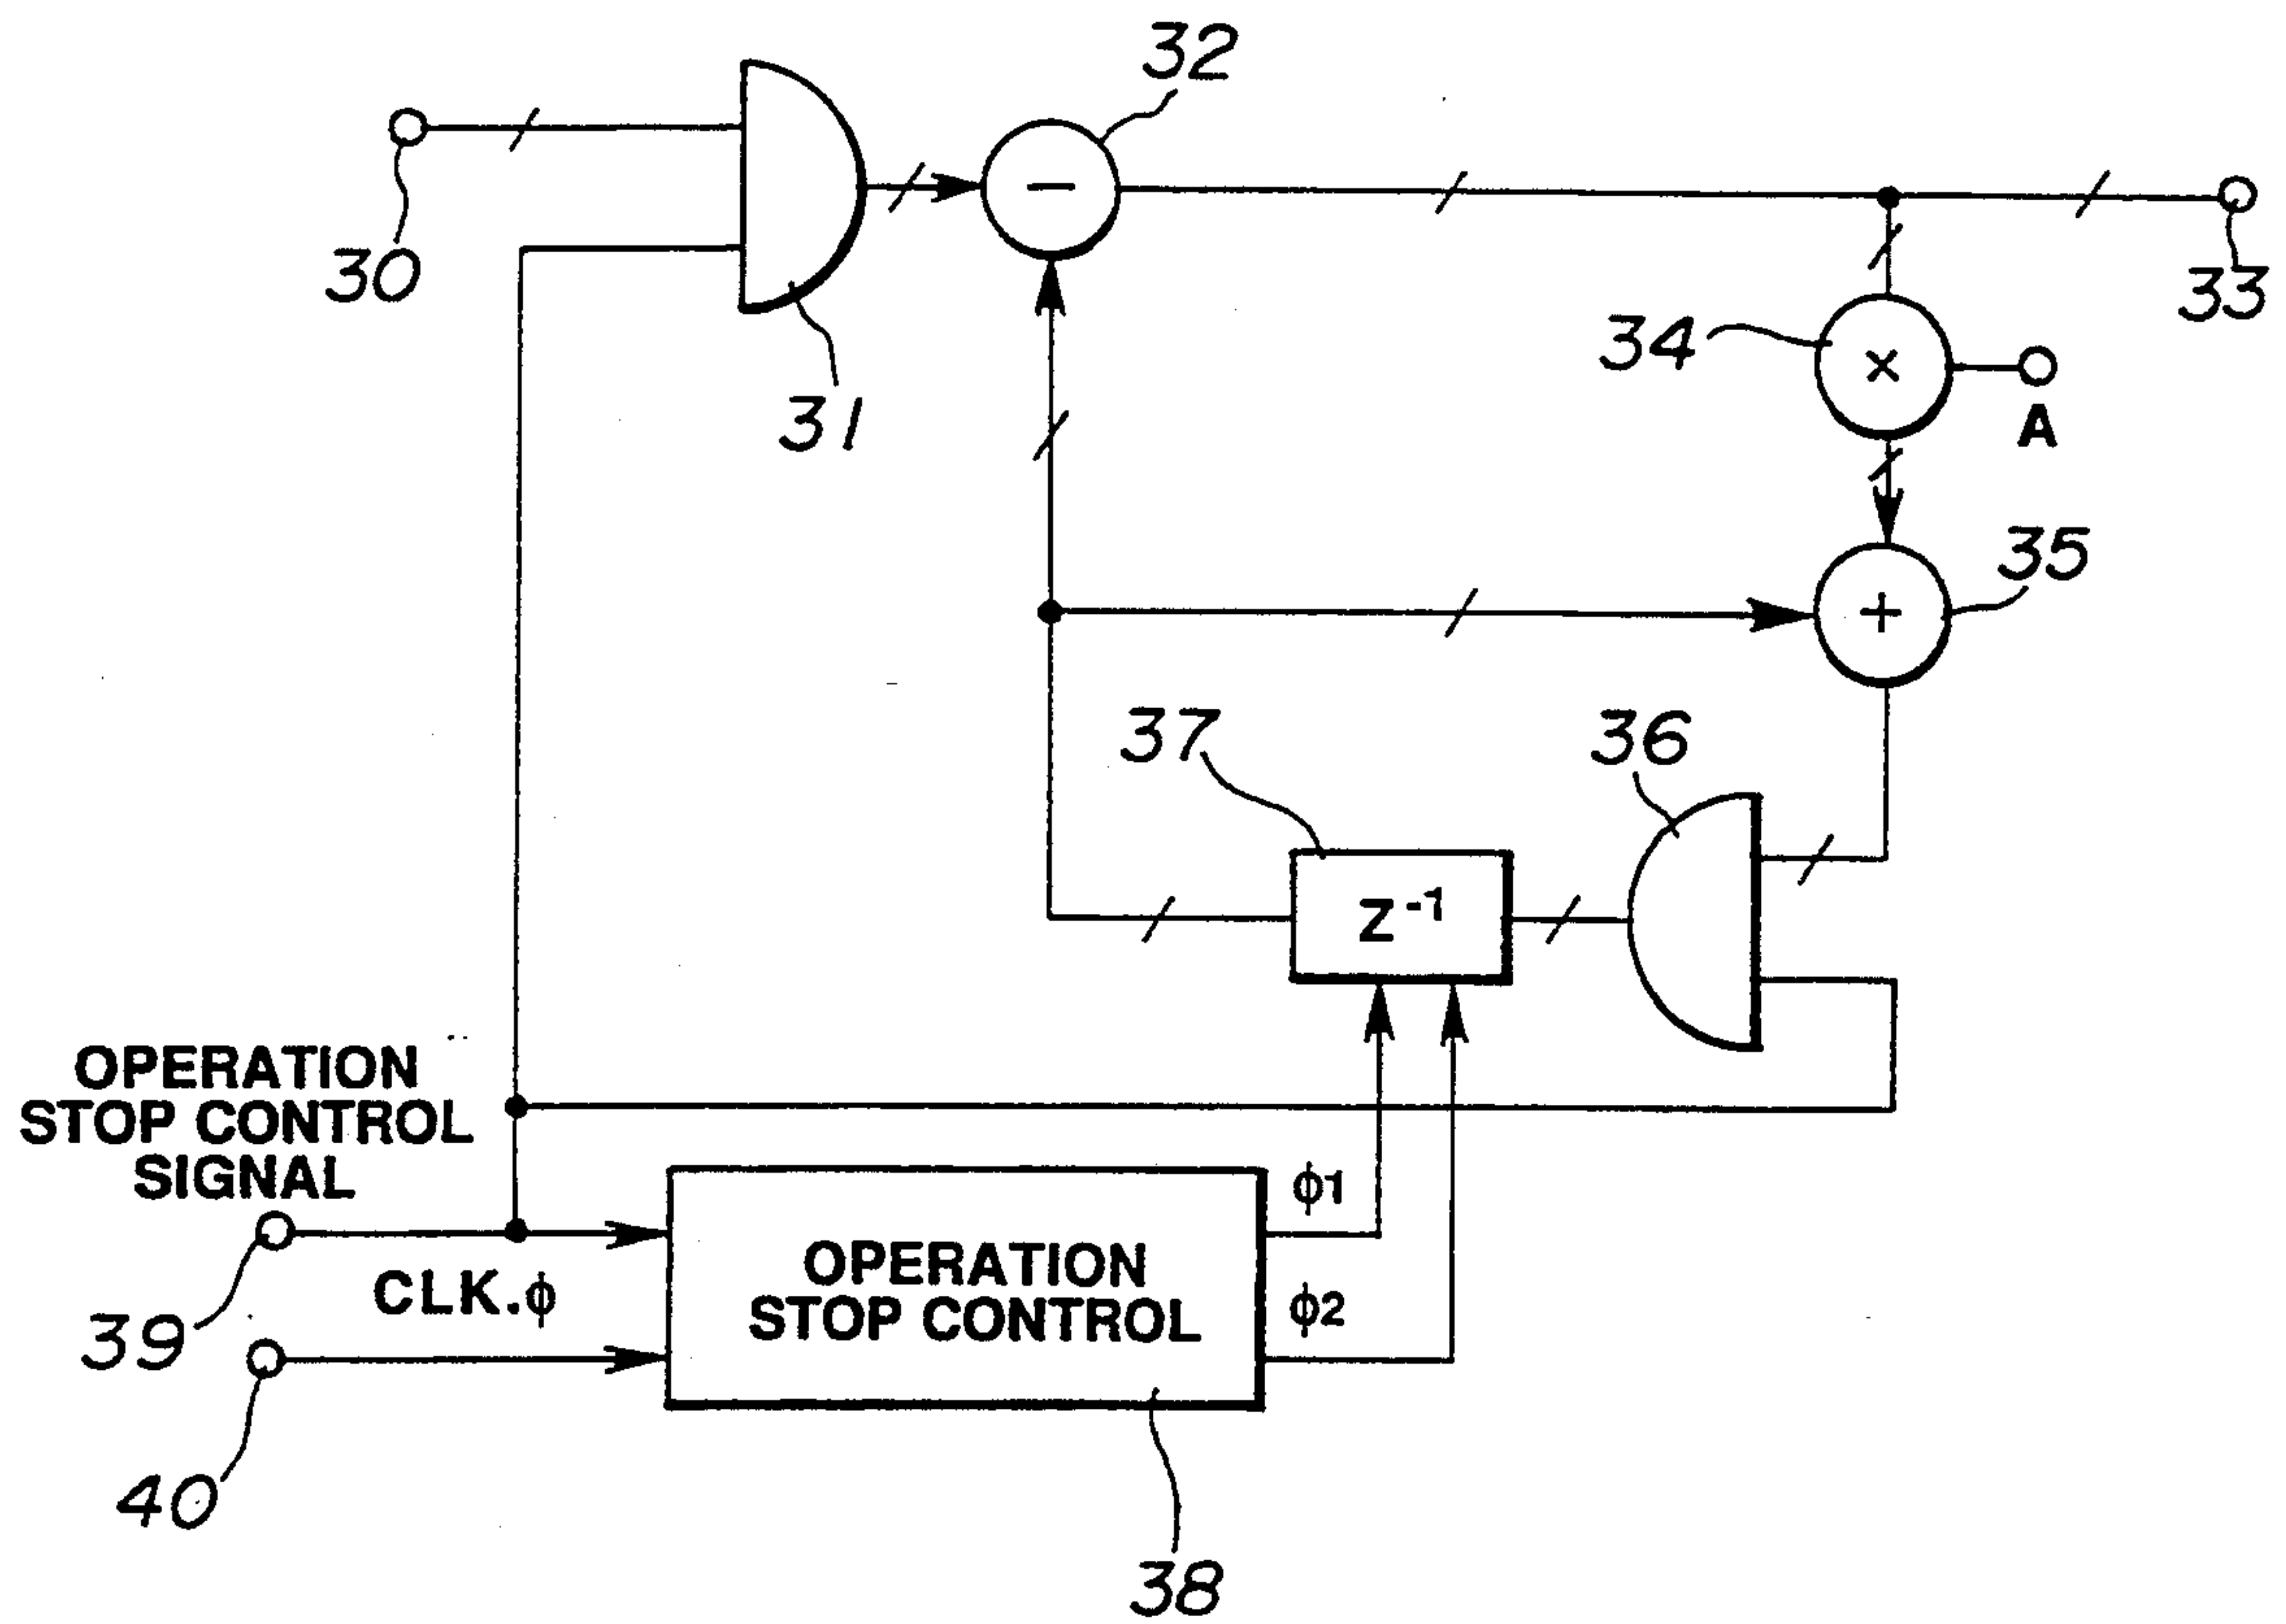 32
30
33
34
×
A
31
35
+
37
36
Z⁻¹
OPERATION
STOP CONTROL
SIGNAL
ϕ1
OPERATION
STOP CONTROL
CLK.ϕ
ϕ2
39
40
38